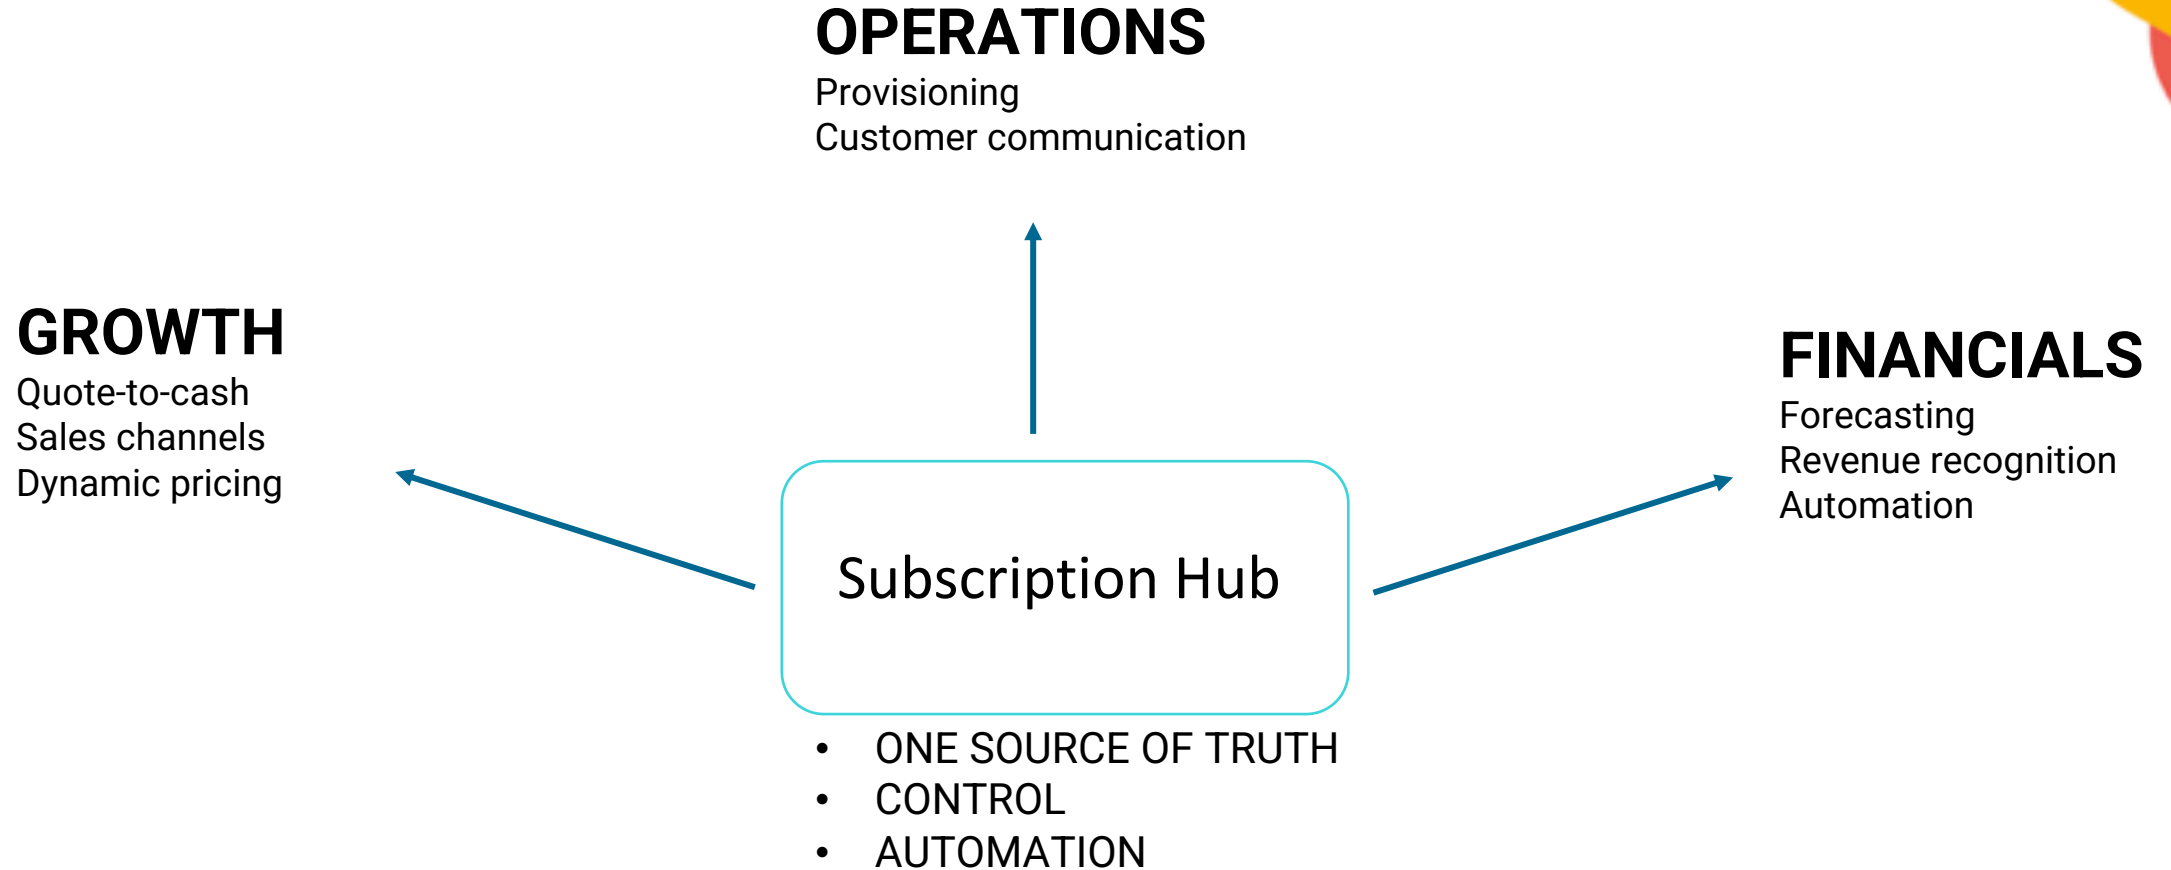 OPERATIONS
Provisioning
Customer communication
GROWTH
Quote-to-cash
Sales channels
Dynamic pricing
FINANCIALS
Forecasting
Revenue recognition
Automation
Subscription Hub
• ONE SOURCE OF TRUTH
• CONTROL
• AUTOMATION